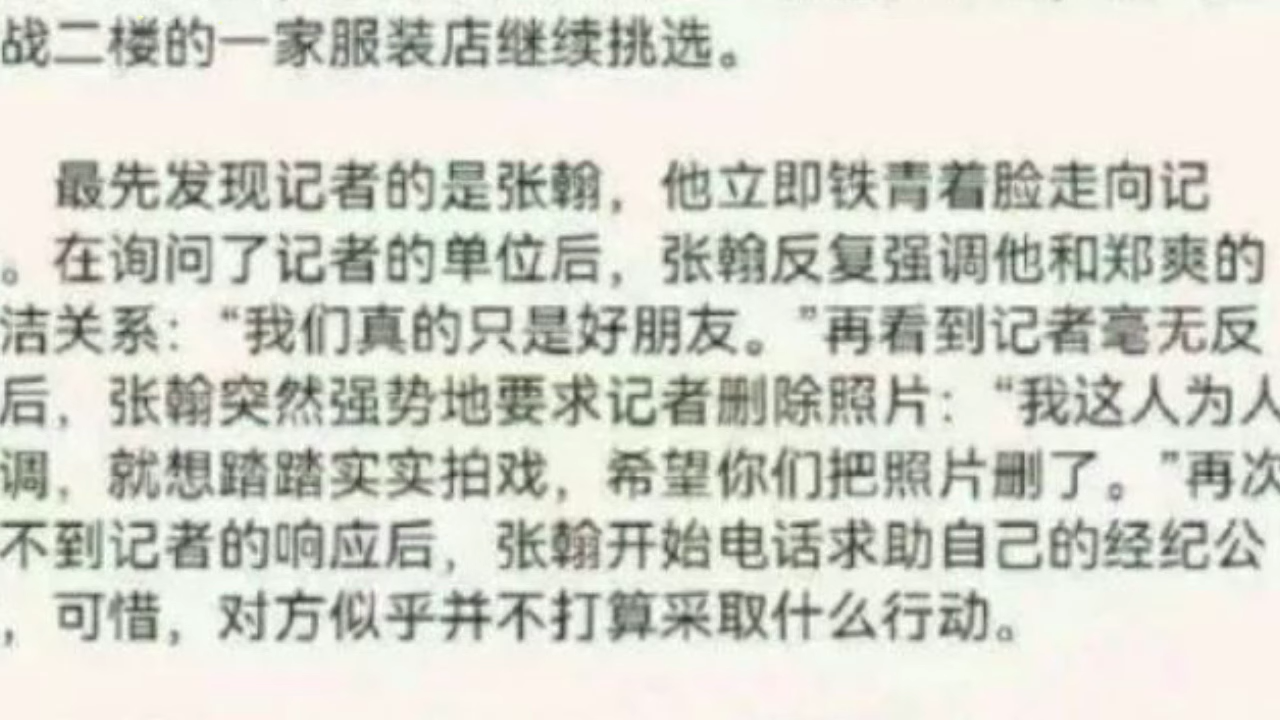 战二楼的一家服装店继续挑选。
最先发现记者的是张翰，他立即铁青着脸走向记
。在询问了记者的单位后，张翰反复强调他和郑爽的
洁关系：“我们真的只是好朋友。”再看到记者毫无反
后，张翰突然强势地要求记者删除照片：“我这人为人
调，就想踏踏实实拍戏，希望你们把照片删了。”再次
不到记者的响应后，张翰开始电话求助自己的经纪公
，可惜，对方似乎并不打算采取什么行动。